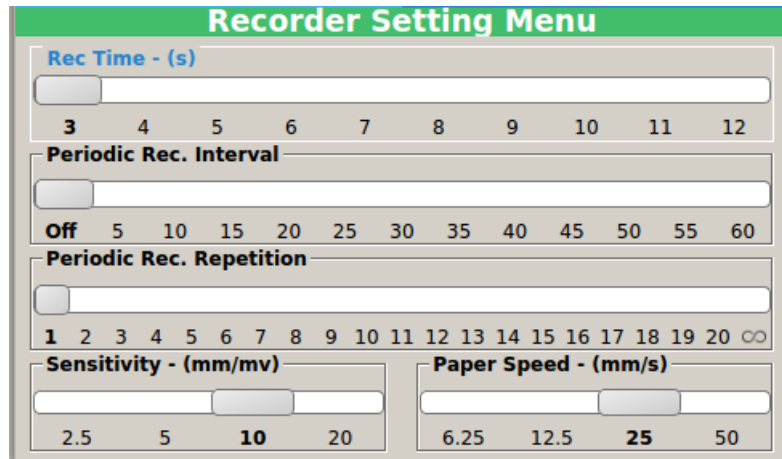 Recorder Setting Menu
Rec Time - (s)
3 4 5 6 7 8 9 10 11 12
Periodic Rec. Interval
Off 5 10 15 20 25 30 35 40 45 50 55 60
Periodic Rec. Repetition
1 2 3 4 5 6 7 8 9 10 11 12 13 14 15 16 17 18 19 20 ∞
Sensitivity - (mm/mv)
2.5 5 10 20
Paper Speed - (mm/s)
6.25 12.5 25 50